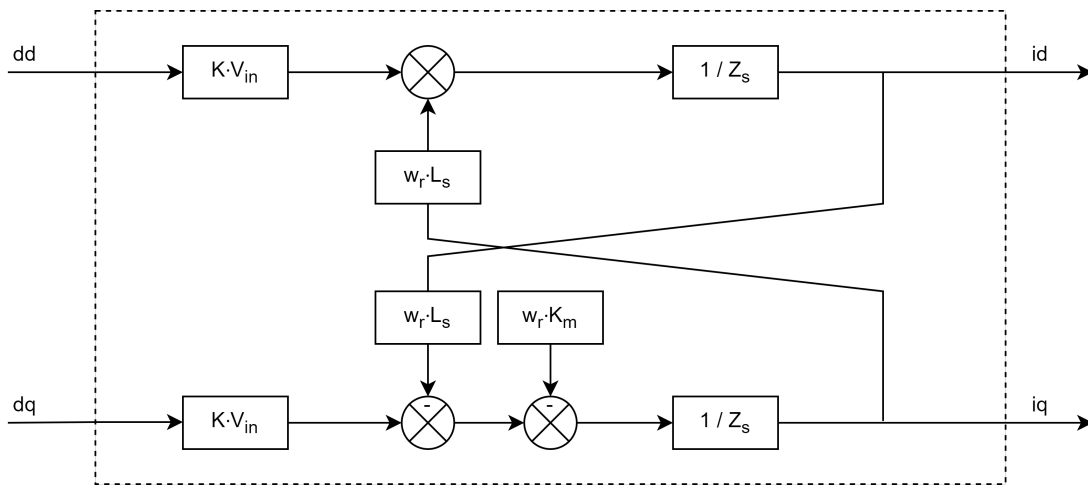 dd
K·Vin
1 / Zs
id
wr·Ls
wr·Ls
wr·Km
dq
K·Vin
-
-
1 / Zs
iq